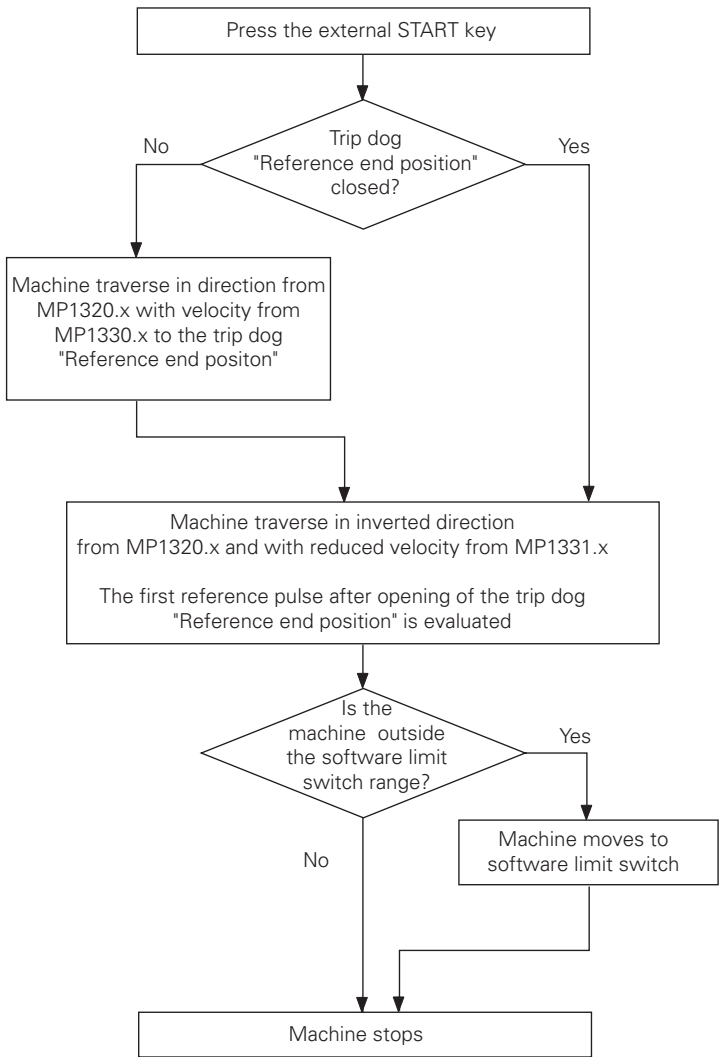 Press the external START key
Trip dog
"Reference end position"
closed?
No
Yes
Machine traverse in direction from
MP1320.x with velocity from
MP1330.x to the trip dog
"Reference end positon"
Machine traverse in inverted direction
from MP1320.x and with reduced velocity from MP1331.x
The first reference pulse after opening of the trip dog
"Reference end position" is evaluated
Is the
machine outside
the software limit
switch range?
Yes
No
Machine moves to
software limit switch
Machine stops